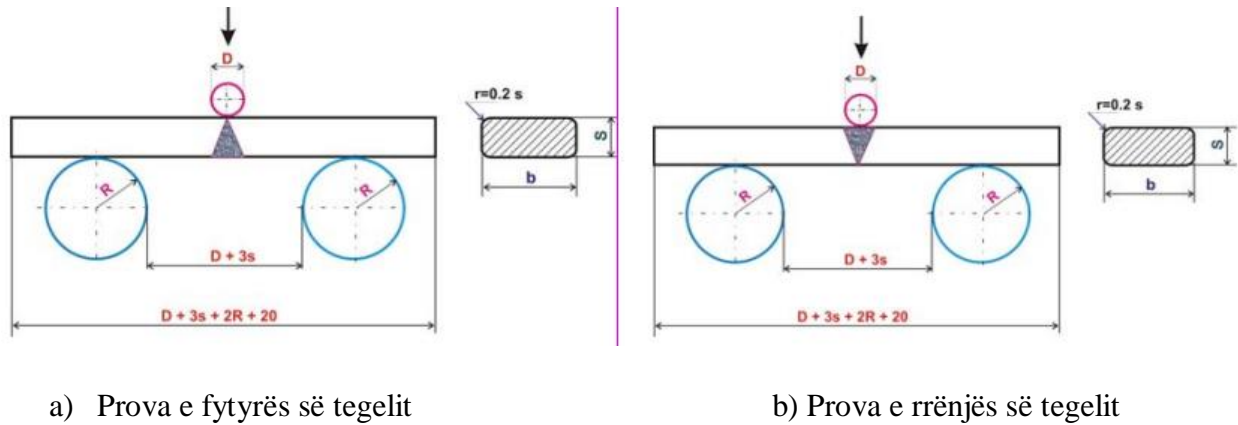 D
r=0.2 s
S
b
R
R
D + 3s
D + 3s + 2R + 20
D
r=0.2 s
S
b
R
R
D + 3s
D + 3s + 2R + 20
a) Prova e fytyrës së tegelit
b) Prova e rrënjës së tegelit